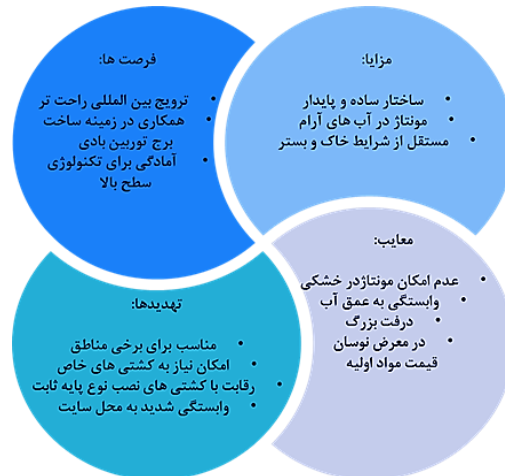 مزایا:
• ساختار ساده و پایدار
• مونتاژ در آب های آرام
• مستقل از شرایط خاک و بستر
فرصت ها:
• ترویج بین المللی راحت تر
• همکاری در زمینه ساخت
برج توربین بادی
• آمادگی برای تکنولوژی
سطح بالا
معایب:
• عدم امکان مونتاژدر خشکی
• وابستگی به عمق آب
• درفت بزرگ
• در معرض نوسان
قیمت مواد اولیه
تهدیدها:
• مناسب برای برخی مناطق
• امکان نیاز به کشتی های خاص
• رقابت با کشتی های نصب نوع پایه ثابت
• وابستگی شدید به محل سایت